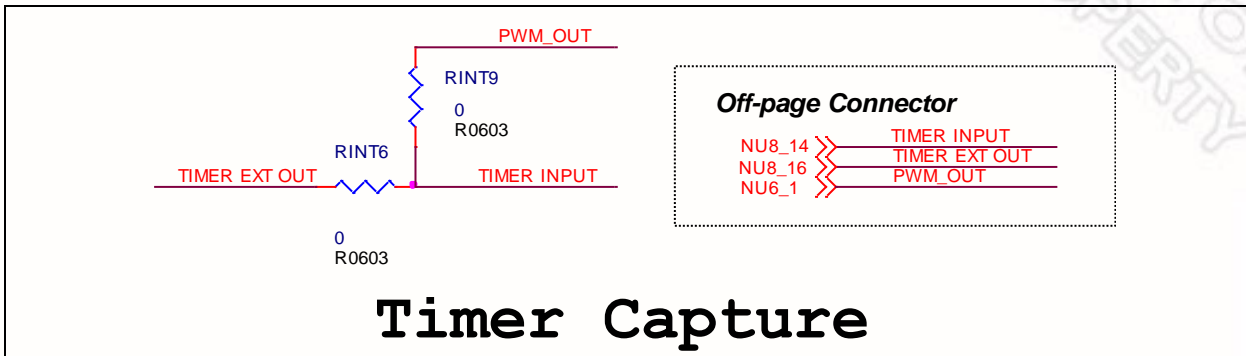 PWM_OUT
RINT9
0
R0603
RINT6
TIMER EXT OUT
TIMER INPUT
0
R0603
Off-page Connector
NU8_14 TIMER INPUT
NU8_16 TIMER EXT OUT
NU6_1 PWM_OUT
Timer Capture